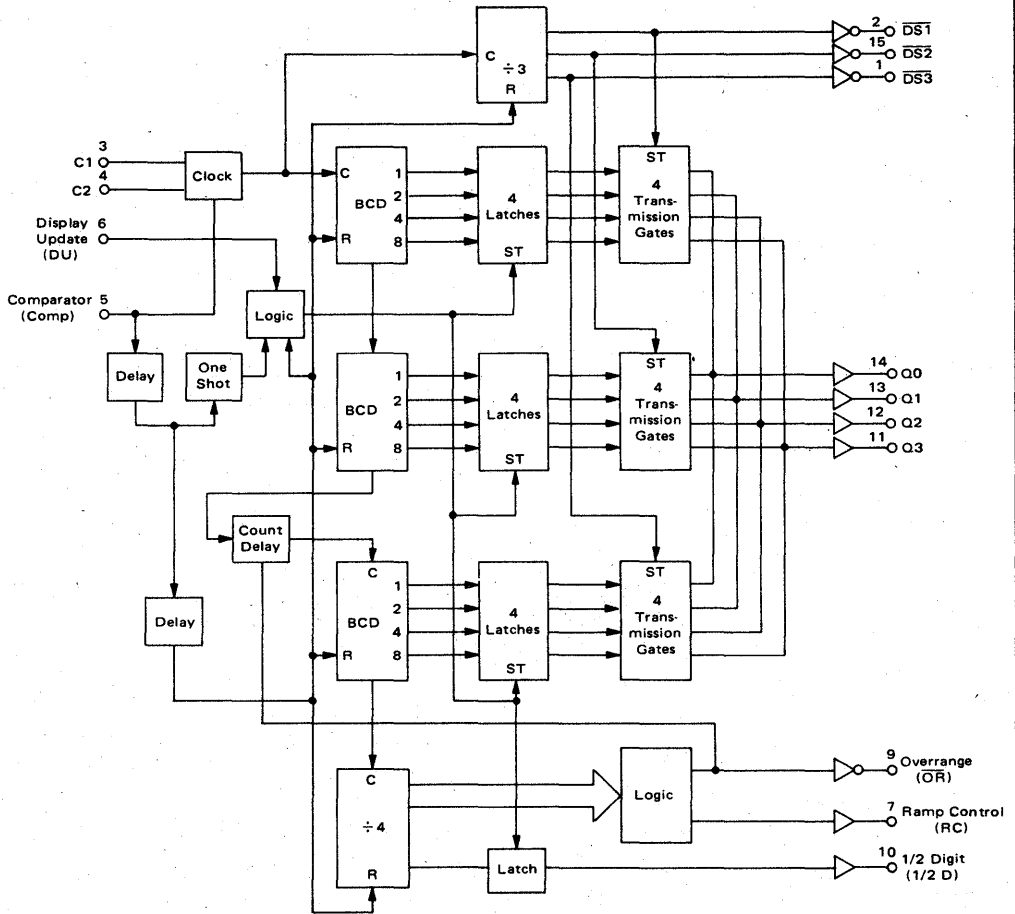 2
DS1
15
DS2
1
DS3
C
÷3
R
3
C1
4
C2
Clock
Display
Update
(DU)
6
Comparator
(Comp)
5
C
BCD
R
1
2
4
8
4
Latches
ST
ST
4
Trans-
mission
Gates
Logic
Delay
One
Shot
BCD
R
1
2
4
8
4
Latches
ST
ST
4
Trans-
mission
Gates
14
Q0
13
Q1
12
Q2
11
Q3
Count
Delay
Delay
C
BCD
R
1
2
4
8
4
Latches
ST
ST
4
Trans-
mission
Gates
C
÷4
R
Logic
Latch
9
Overrange
(OR)
7
Ramp Control
(RC)
10
1/2 Digit
(1/2 D)